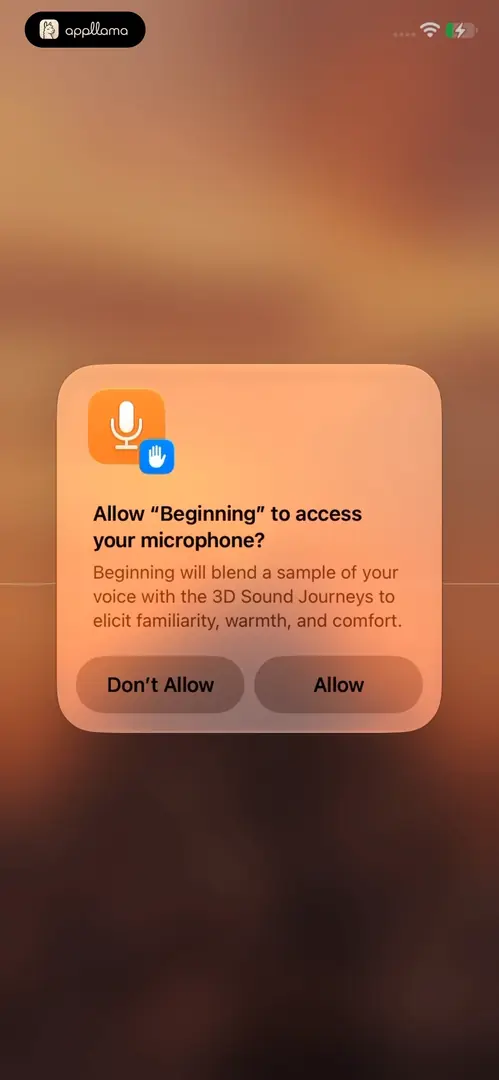 appllama
Allow “Beginning” to access
your microphone?
Beginning will blend a sample of your
voice with the 3D Sound Journeys to
elicit familiarity, warmth, and comfort.
Don’t Allow
Allow